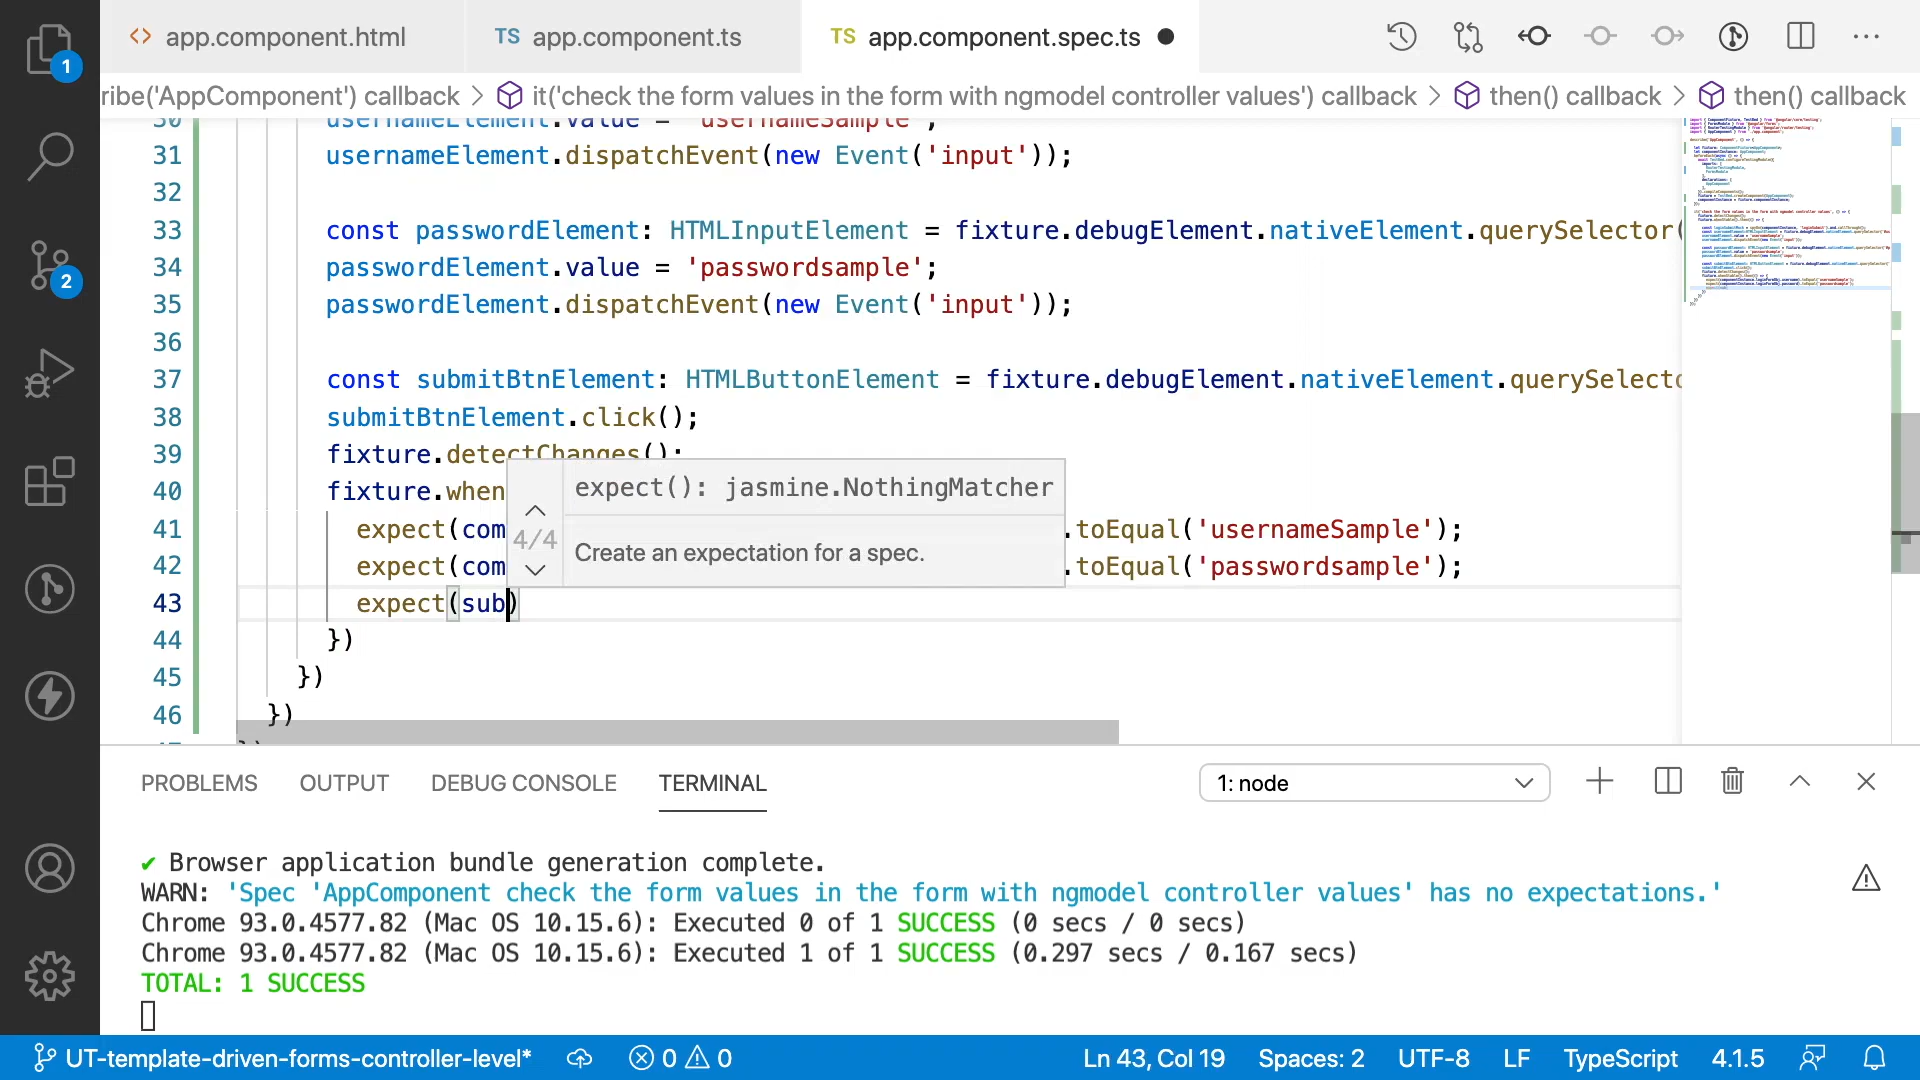 1
<> app.component.html
TS app.component.ts
TS app.component.spec.ts
ribe('AppComponent') callback > it('check the form values in the form with ngmodel controller values') callback > then() callback > then() callback
30 usernameElement.value = 'usernameSample';
31 usernameElement.dispatchEvent(new Event('input'));
32
33 const passwordElement: HTMLInputElement = fixture.debugElement.nativeElement.querySelector(
34 passwordElement.value = 'passwordsample';
35 passwordElement.dispatchEvent(new Event('input'));
36
37 const submitBtnElement: HTMLButtonElement = fixture.debugElement.nativeElement.querySelecto
38 submitBtnElement.click();
39 fixture.detectChanges();
40 fixture.when
expect(): jasmine.NothingMatcher
4/4
Create an expectation for a spec.
41 expect(com .toEqual('usernameSample');
42 expect(com .toEqual('passwordsample');
43 expect(sub)
44 })
45 })
46 })
2
PROBLEMS OUTPUT DEBUG CONSOLE TERMINAL
1: node
✔ Browser application bundle generation complete.
WARN: 'Spec 'AppComponent check the form values in the form with ngmodel controller values' has no expectations.'
Chrome 93.0.4577.82 (Mac OS 10.15.6): Executed 0 of 1 SUCCESS (0 secs / 0 secs)
Chrome 93.0.4577.82 (Mac OS 10.15.6): Executed 1 of 1 SUCCESS (0.297 secs / 0.167 secs)
TOTAL: 1 SUCCESS
UT-template-driven-forms-controller-level* 0 0 Ln 43, Col 19 Spaces: 2 UTF-8 LF TypeScript 4.1.5